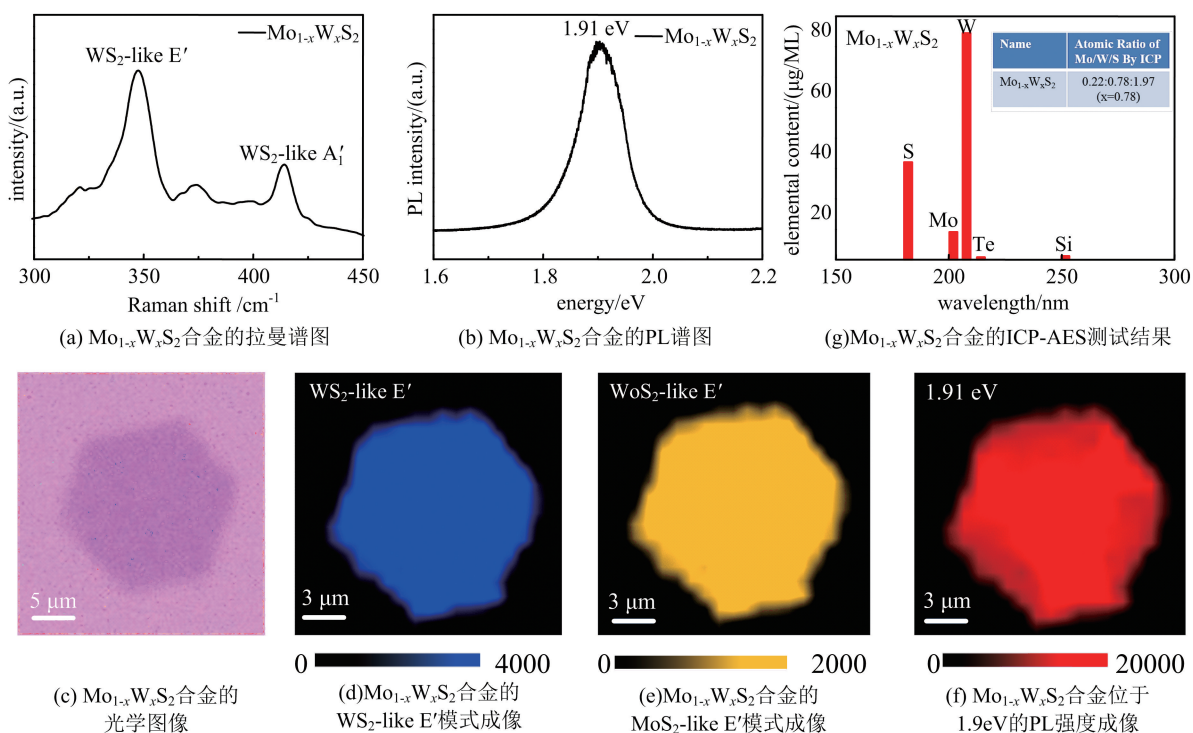 Mo₁₋ₓWₓS₂
WS₂-like E′
WS₂-like A₁′
intensity/(a.u.)
300 350 400 450
Raman shift /cm⁻¹
(a) Mo₁₋ₓWₓS₂合金的拉曼谱图
1.91 eV
Mo₁₋ₓWₓS₂
PL intensity/(a.u.)
1.6 1.8 2.0 2.2
energy/eV
(b) Mo₁₋ₓWₓS₂合金的PL谱图
80
60
40
20
elemental content/(μg/ML)
Mo₁₋ₓWₓS₂
W
S
Mo
Te
Si
Name Atomic Ratio of
Mo/W/S By ICP
Mo₁₋ₓWₓS₂ 0.22:0.78:1.97
(x=0.78)
150 200 250 300
wavelength/nm
(g)Mo₁₋ₓWₓS₂合金的ICP-AES测试结果
5 μm
(c) Mo₁₋ₓWₓS₂合金的
光学图像
WS₂-like E′
3 μm
0 4000
(d)Mo₁₋ₓWₓS₂合金的
WS₂-like E′模式成像
WoS₂-like E′
3 μm
0 2000
(e)Mo₁₋ₓWₓS₂合金的
MoS₂-like E′模式成像
1.91 eV
3 μm
0 20000
(f) Mo₁₋ₓWₓS₂合金位于
1.9eV的PL强度成像